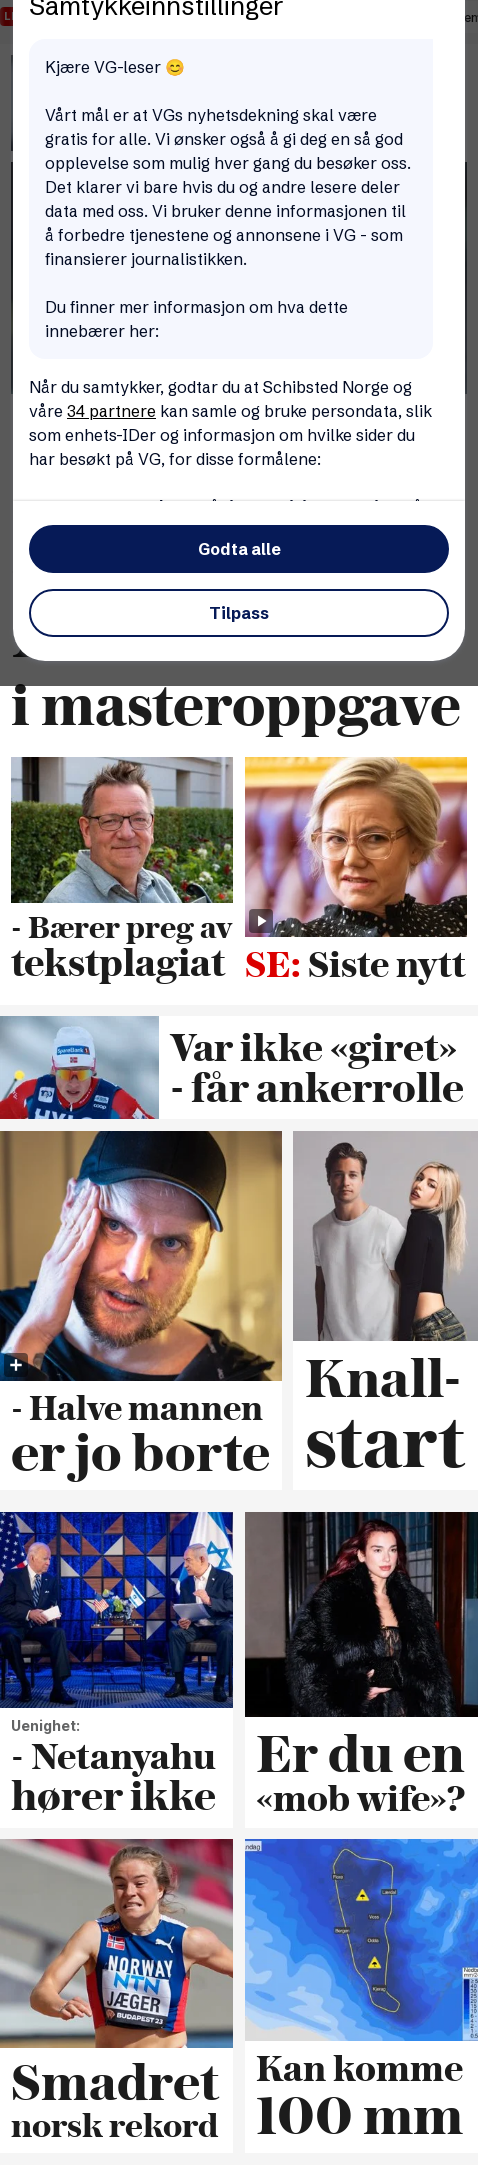 Samtykkeinnstillinger
Kjære VG-leser 😊
Vårt mål er at VGs nyhetsdekning skal være
gratis for alle. Vi ønsker også å gi deg en så god
opplevelse som mulig hver gang du besøker oss.
Det klarer vi bare hvis du og andre lesere deler
data med oss. Vi bruker denne informasjonen til
å forbedre tjenestene og annonsene i VG - som
finansierer journalistikken.
Du finner mer informasjon om hva dette
innebærer her:
Når du samtykker, godtar du at Schibsted Norge og
våre 34 partnere kan samle og bruke persondata, slik
som enhets-IDer og informasjon om hvilke sider du
har besøkt på VG, for disse formålene:
Godta alle
Tilpass
i masteroppgave
- Bærer preg av
tekstplagiat
SE: Siste nytt
Var ikke «giret»
- får ankerrolle
- Halve mannen
er jo borte
Knall-
start
Uenighet:
- Netanyahu
hører ikke
Er du en
«mob wife»?
NORWAY
NTN
JÆGER
BUDAPEST 23
Smadret
norsk rekord
Kan komme
100 mm